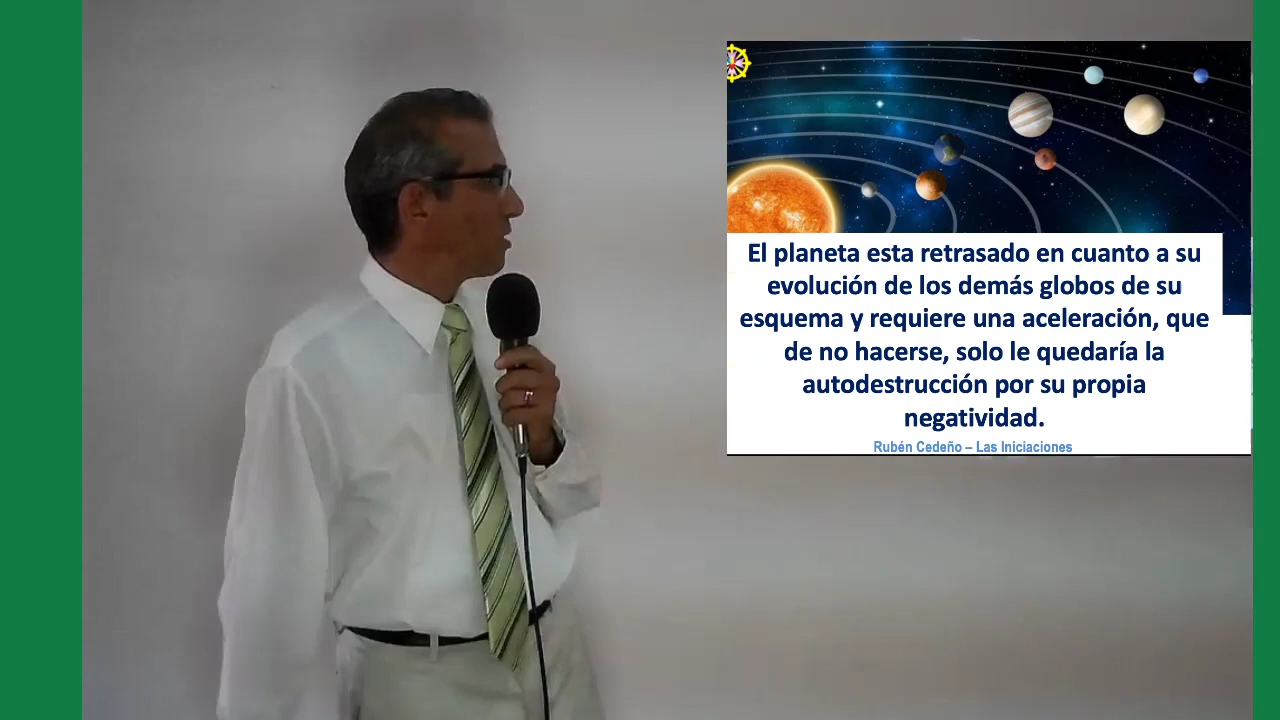 El planeta esta retrasado en cuanto a su
evolución de los demás globos de su
esquema y requiere una aceleración, que
de no hacerse, solo le quedaría la
autodestrucción por su propia
negatividad.
Rubén Cedeño – Las Iniciaciones